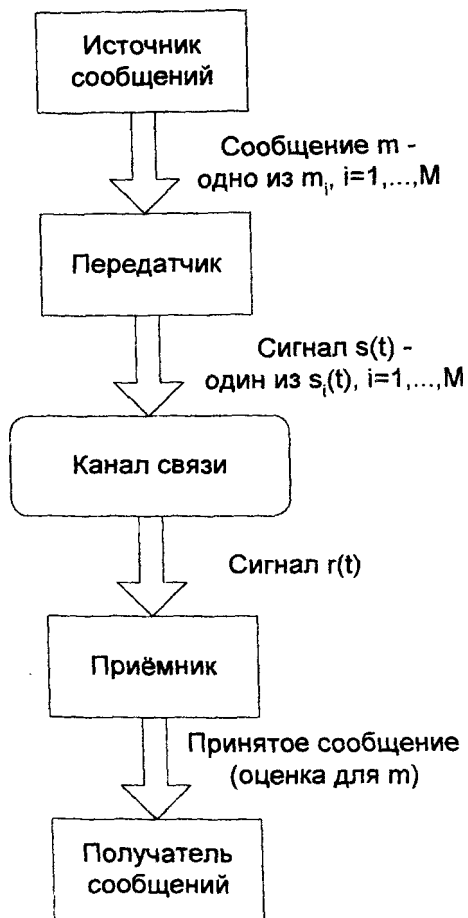 Источник
сообщений
Сообщение m -
одно из mᵢ, i=1,...,M
Передатчик
Сигнал s(t) -
один из sᵢ(t), i=1,...,M
Канал связи
Сигнал r(t)
Приёмник
Принятое сообщение
(оценка для m)
Получатель
сообщений